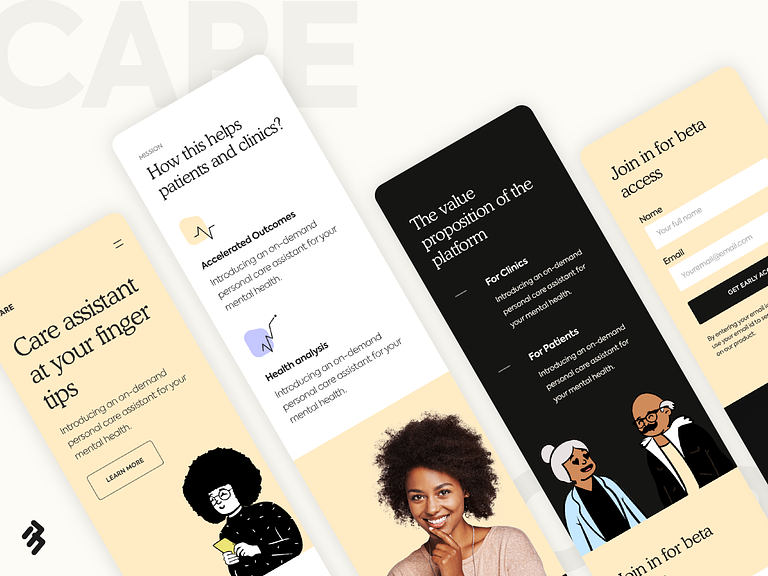 CARE
ARE
Care assistant
at your finger
tips
Introducing an on-demand
personal care assistant for your
mental health.
LEARN MORE
MISSION
How this helps
patients and clinics?
Accelerated Outcomes
Introducing an on-demand
personal care assistant for your
mental health.
Health analysis
Introducing an on-demand
personal care assistant for your
mental health.
The value
proposition of the
platform
For Clinics
Introducing an on-demand
personal care assistant for
your mental health.
For Patients
Introducing an on-demand
personal care assistant for
your mental health.
Join in for beta
Join in for beta
access
Name
Your full name
Email
Youremail@email.com
GET EARLY ACC
By entering your email
use your email id to se
on our product.